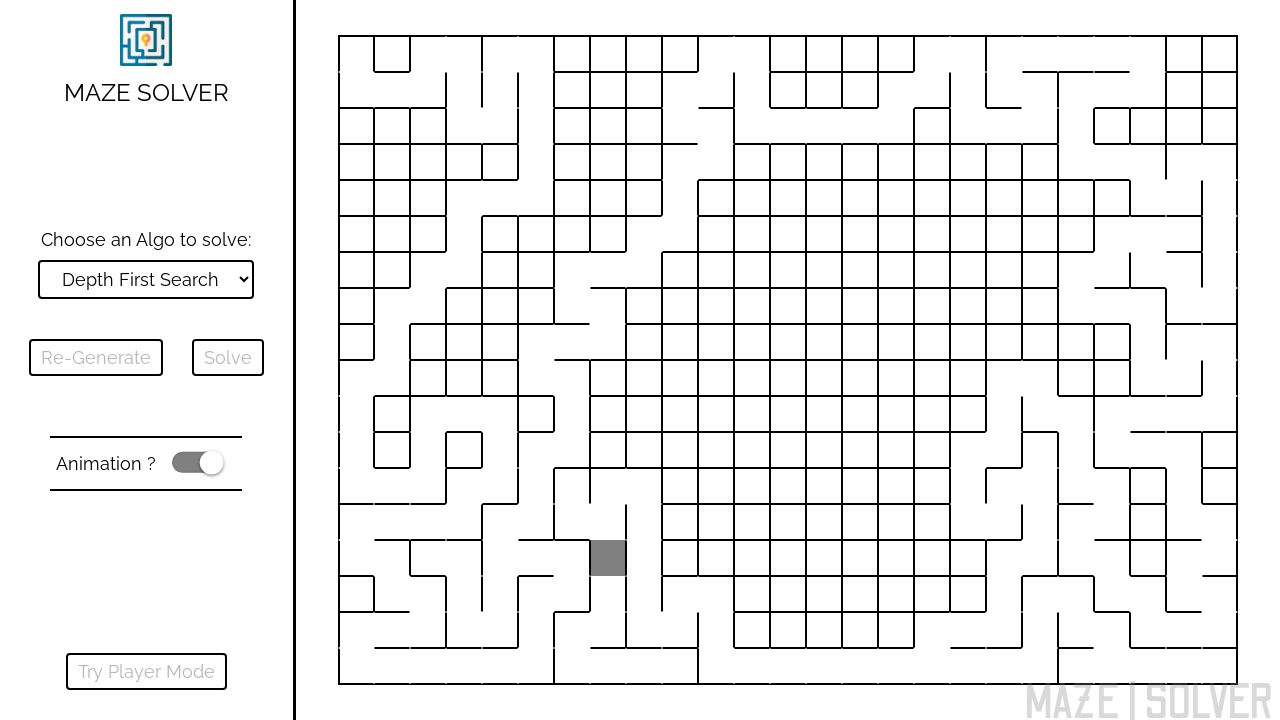 MAZE SOLVER
Choose an Algo to solve:
Depth First Search
Re-Generate
Solve
Animation ?
Try Player Mode
MAZE | SOLVER